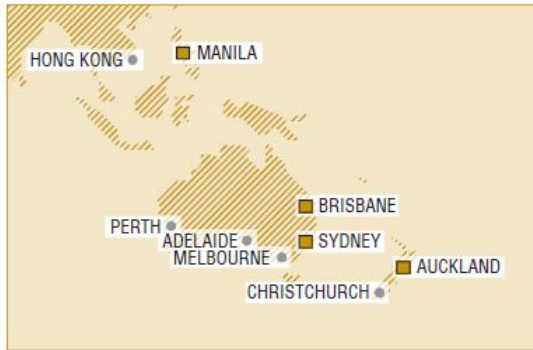 MANILA
HONG KONG
BRISBANE
PERTH
ADELAIDE
SYDNEY
MELBOURNE
AUCKLAND
CHRISTCHURCH